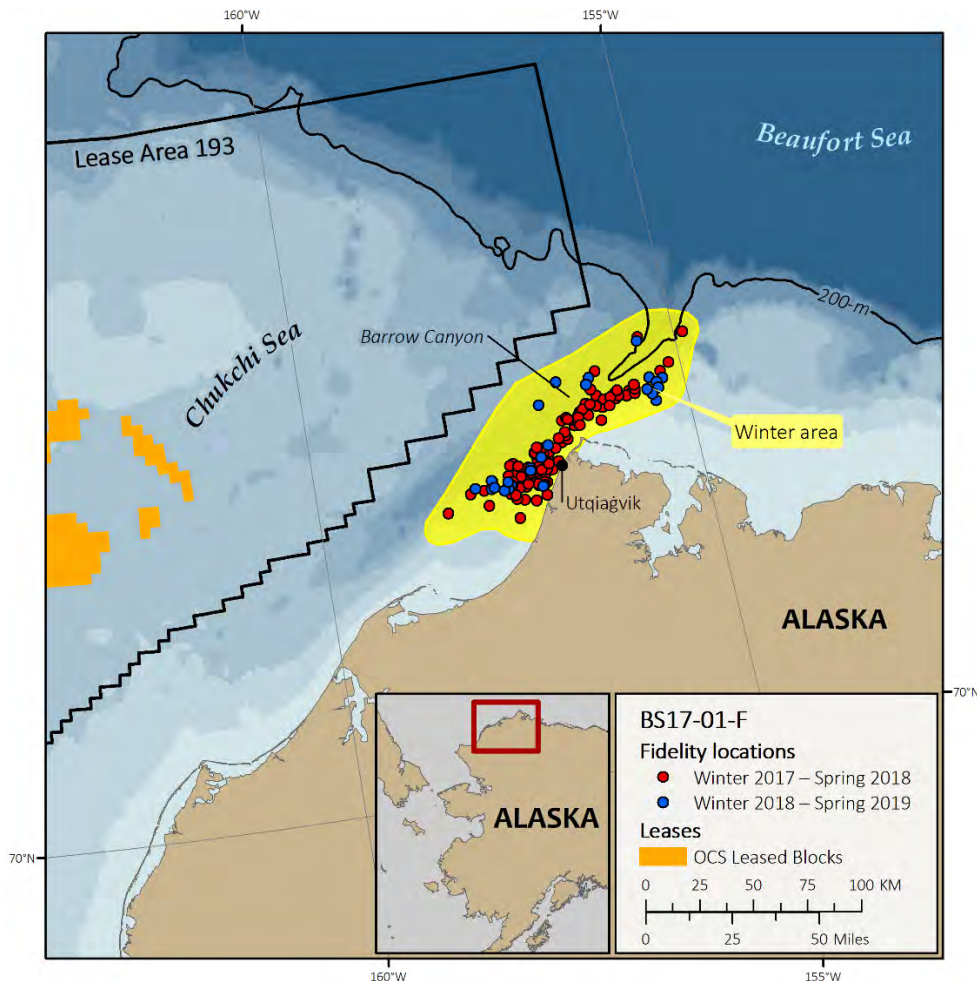 160°W
155°W
Beaufort Sea
Lease Area 193
200-m
Chukchi Sea
Barrow Canyon
Winter area
Utqiaġvik
ALASKA
70°N
70°N
ALASKA
BS17-01-F
Fidelity locations
Winter 2017 – Spring 2018
Winter 2018 – Spring 2019
Leases
OCS Leased Blocks
0 25 50 75 100 KM
0 25 50 Miles
160°W
155°W